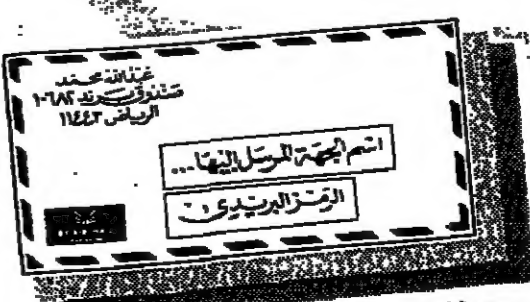 عبدالله محمد
صندوق بريد ١٠٦٨٢
الرياض ١١٤٤٣
اسم الجهة المرسل إليها...
الرمز البريدي: